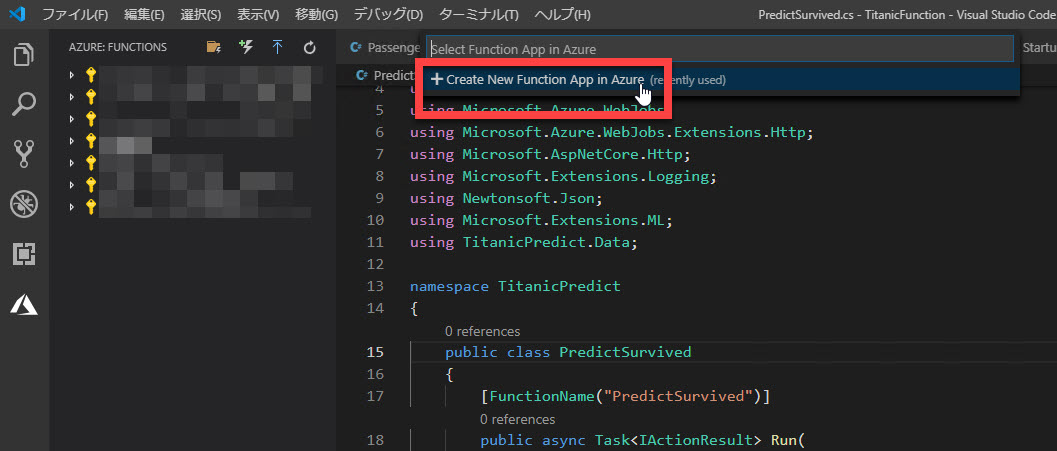 ファイル(F) 編集(E) 選択(S) 表示(V) 移動(G) デバッグ(D) ターミナル(T) ヘルプ(H) PredictSurvived.cs - TitanicFunction - Visual Studio Code
AZURE: FUNCTIONS
Passenge
Select Function App in Azure
Startu
Predict
Create New Function App in Azure (recently used)
4
5 using Microsoft.Azure.WebJobs
6 using Microsoft.Azure.WebJobs.Extensions.Http;
7 using Microsoft.AspNetCore.Http;
8 using Microsoft.Extensions.Logging;
9 using Newtonsoft.Json;
10 using Microsoft.Extensions.ML;
11 using TitanicPredict.Data;
12
13 namespace TitanicPredict
14 {
0 references
15 public class PredictSurvived
16 {
17 [FunctionName("PredictSurvived")]
0 references
18 public async Task<IActionResult> Run(